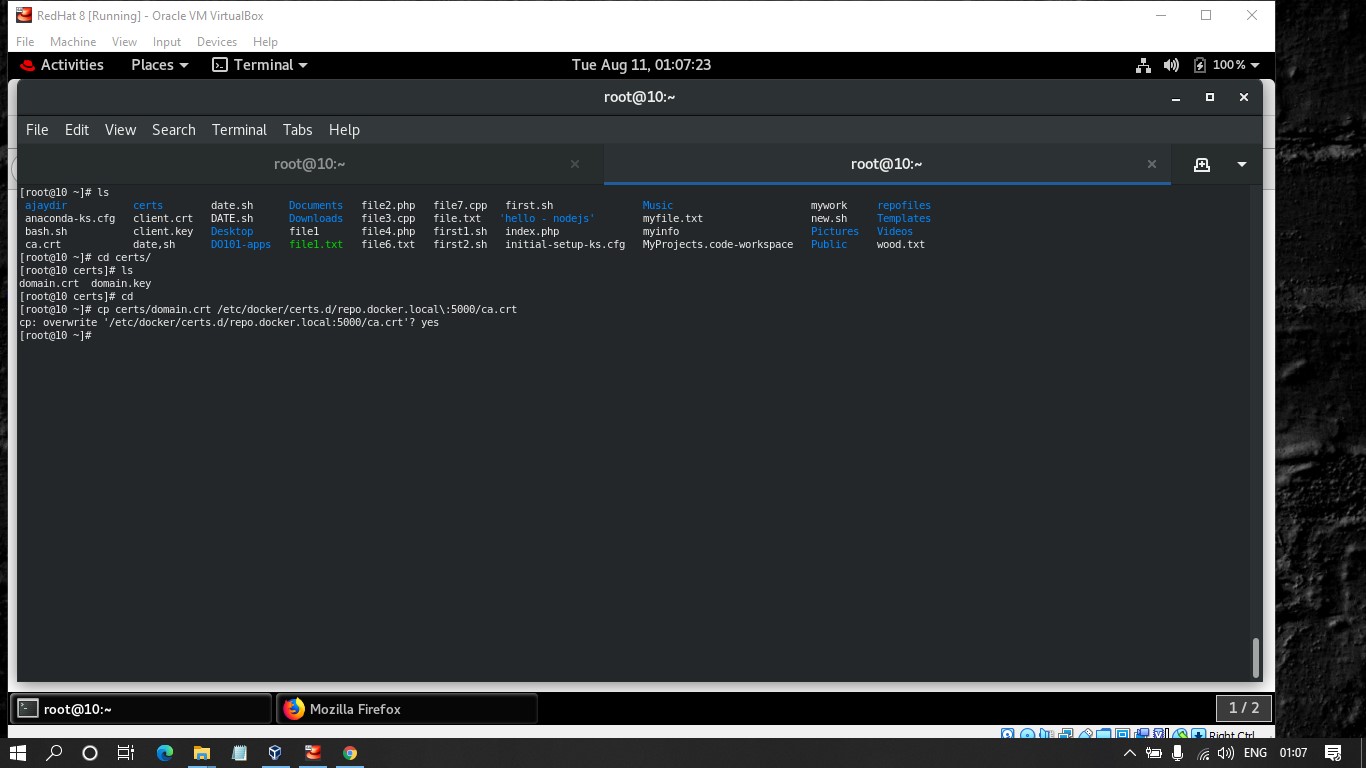 RedHat 8 [Running] - Oracle VM VirtualBox
File Machine View Input Devices Help
Activities Places Terminal Tue Aug 11, 01:07:23 100%
root@10:~
File Edit View Search Terminal Tabs Help
root@10:~ root@10:~
[root@10 ~]# ls
ajaydir certs date.sh Documents file2.php file7.cpp first.sh Music mywork repofiles
anaconda-ks.cfg client.crt DATE.sh Downloads file3.cpp file.txt 'hello - nodejs' myfile.txt new.sh Templates
bash.sh client.key Desktop file1 file4.php first1.sh index.php myinfo Pictures Videos
ca.crt date,sh DO101-apps file1.txt file6.txt first2.sh initial-setup-ks.cfg MyProjects.code-workspace Public wood.txt
[root@10 ~]# cd certs/
[root@10 certs]# ls
domain.crt domain.key
[root@10 certs]# cd
[root@10 ~]# cp certs/domain.crt /etc/docker/certs.d/repo.docker.local\:5000/ca.crt
cp: overwrite '/etc/docker/certs.d/repo.docker.local:5000/ca.crt'? yes
[root@10 ~]#
root@10:~ Mozilla Firefox 1 / 2
Right Ctrl
ENG 01:07